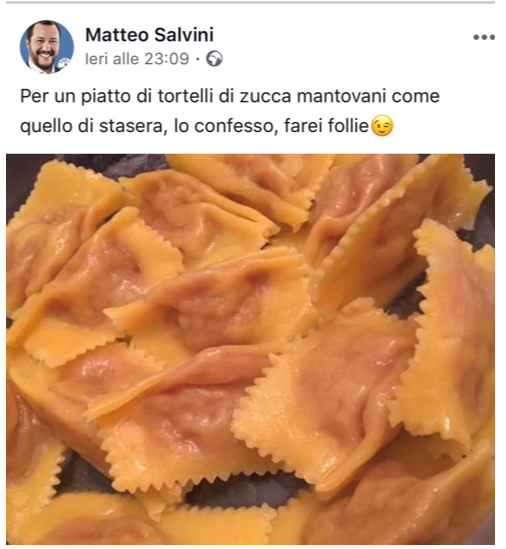 Matteo Salvini
Ieri alle 23:09 ·
Per un piatto di tortelli di zucca mantovani come
quello di stasera, lo confesso, farei follie😉